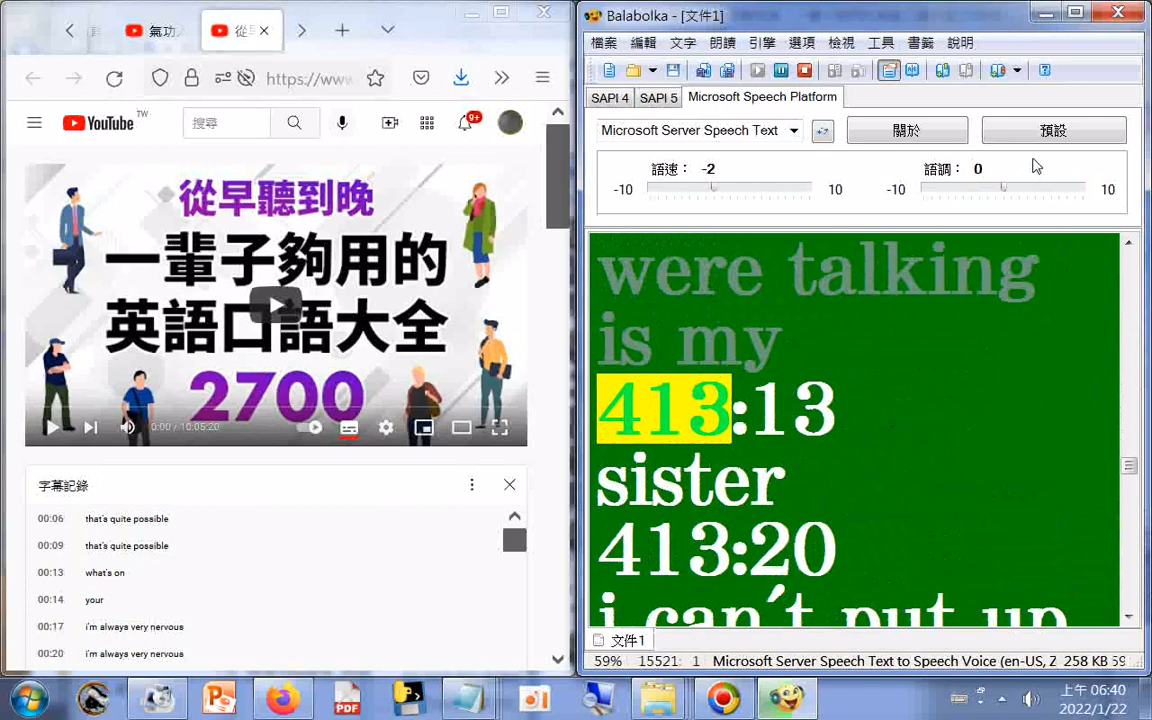 氣功
從
https://www
YouTube TW
搜尋
9+
從早聽到晚
一輩子夠用的
英語口語大全
2700
0:00 / 10:05:20
字幕記錄
00:06 that's quite possible
00:09 that's quite possible
00:13 what's on
00:14 your
00:17 i'm always very nervous
00:20 i'm always very nervous
Balabolka - [文件1]
檔案 編輯 文字 朗讀 引擎 選項 檢視 工具 書籤 說明
SAPI 4 SAPI 5 Microsoft Speech Platform
Microsoft Server Speech Text 關於 預設
語速： -2 語調： 0
-10 10 -10 10
were talking
is my
413:13
sister
413:20
i can't put up
文件1
59% 15521: 1 Microsoft Server Speech Text to Speech Voice (en-US, Z 258 KB 59
PDF
上午 06:40
2022/1/22